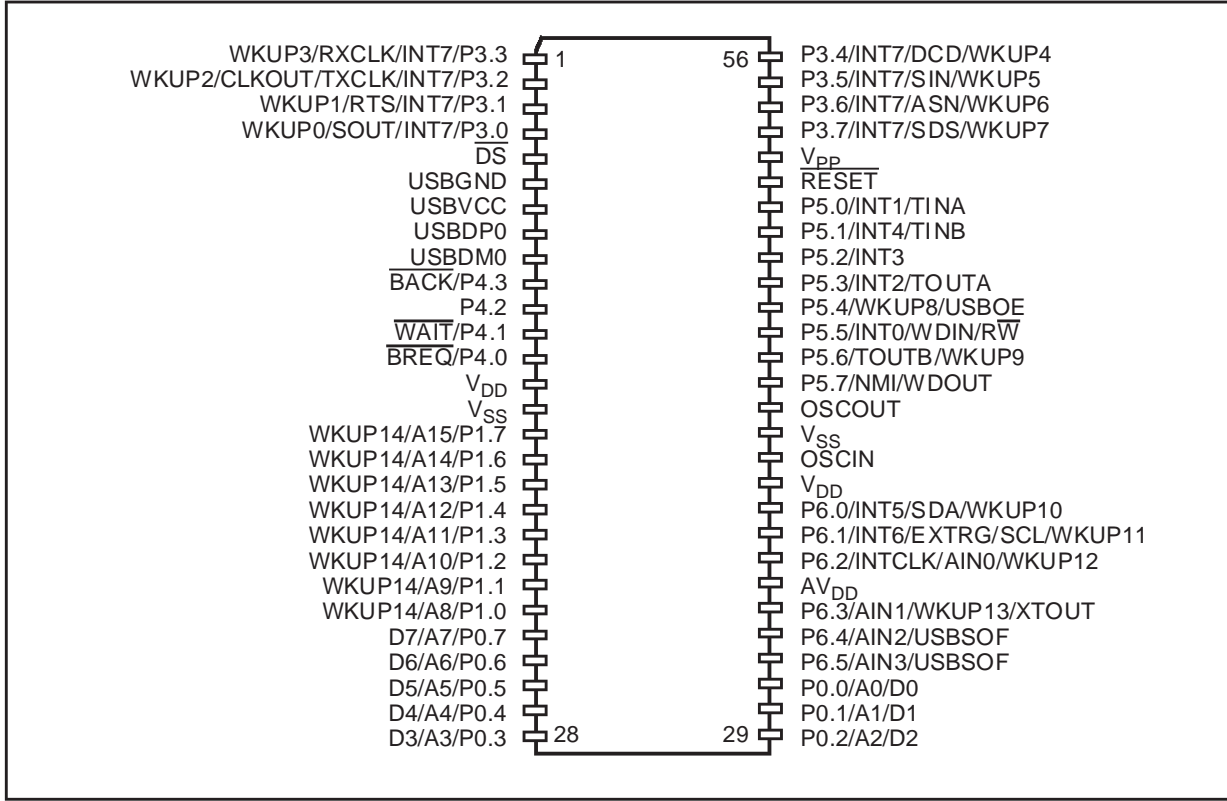 WKUP3/RXCLK/INT7/P3.3
WKUP2/CLKOUT/TXCLK/INT7/P3.2
WKUP1/RTS/INT7/P3.1
WKUP0/SOUT/INT7/P3.0
DS
USBGND
USBVCC
USBDP0
USBDM0
BACK/P4.3
P4.2
WAIT/P4.1
BREQ/P4.0
VDD
VSS
WKUP14/A15/P1.7
WKUP14/A14/P1.6
WKUP14/A13/P1.5
WKUP14/A12/P1.4
WKUP14/A11/P1.3
WKUP14/A10/P1.2
WKUP14/A9/P1.1
WKUP14/A8/P1.0
D7/A7/P0.7
D6/A6/P0.6
D5/A5/P0.5
D4/A4/P0.4
D3/A3/P0.3
1
28
56
29
P3.4/INT7/DCD/WKUP4
P3.5/INT7/SIN/WKUP5
P3.6/INT7/ASN/WKUP6
P3.7/INT7/SDS/WKUP7
VPP
RESET
P5.0/INT1/TINA
P5.1/INT4/TINB
P5.2/INT3
P5.3/INT2/TOUTA
P5.4/WKUP8/USBOE
P5.5/INT0/WDIN/RW
P5.6/TOUTB/WKUP9
P5.7/NMI/WDOUT
OSCOUT
VSS
OSCIN
VDD
P6.0/INT5/SDA/WKUP10
P6.1/INT6/EXTRG/SCL/WKUP11
P6.2/INTCLK/AIN0/WKUP12
AVDD
P6.3/AIN1/WKUP13/XTOUT
P6.4/AIN2/USBSOF
P6.5/AIN3/USBSOF
P0.0/A0/D0
P0.1/A1/D1
P0.2/A2/D2